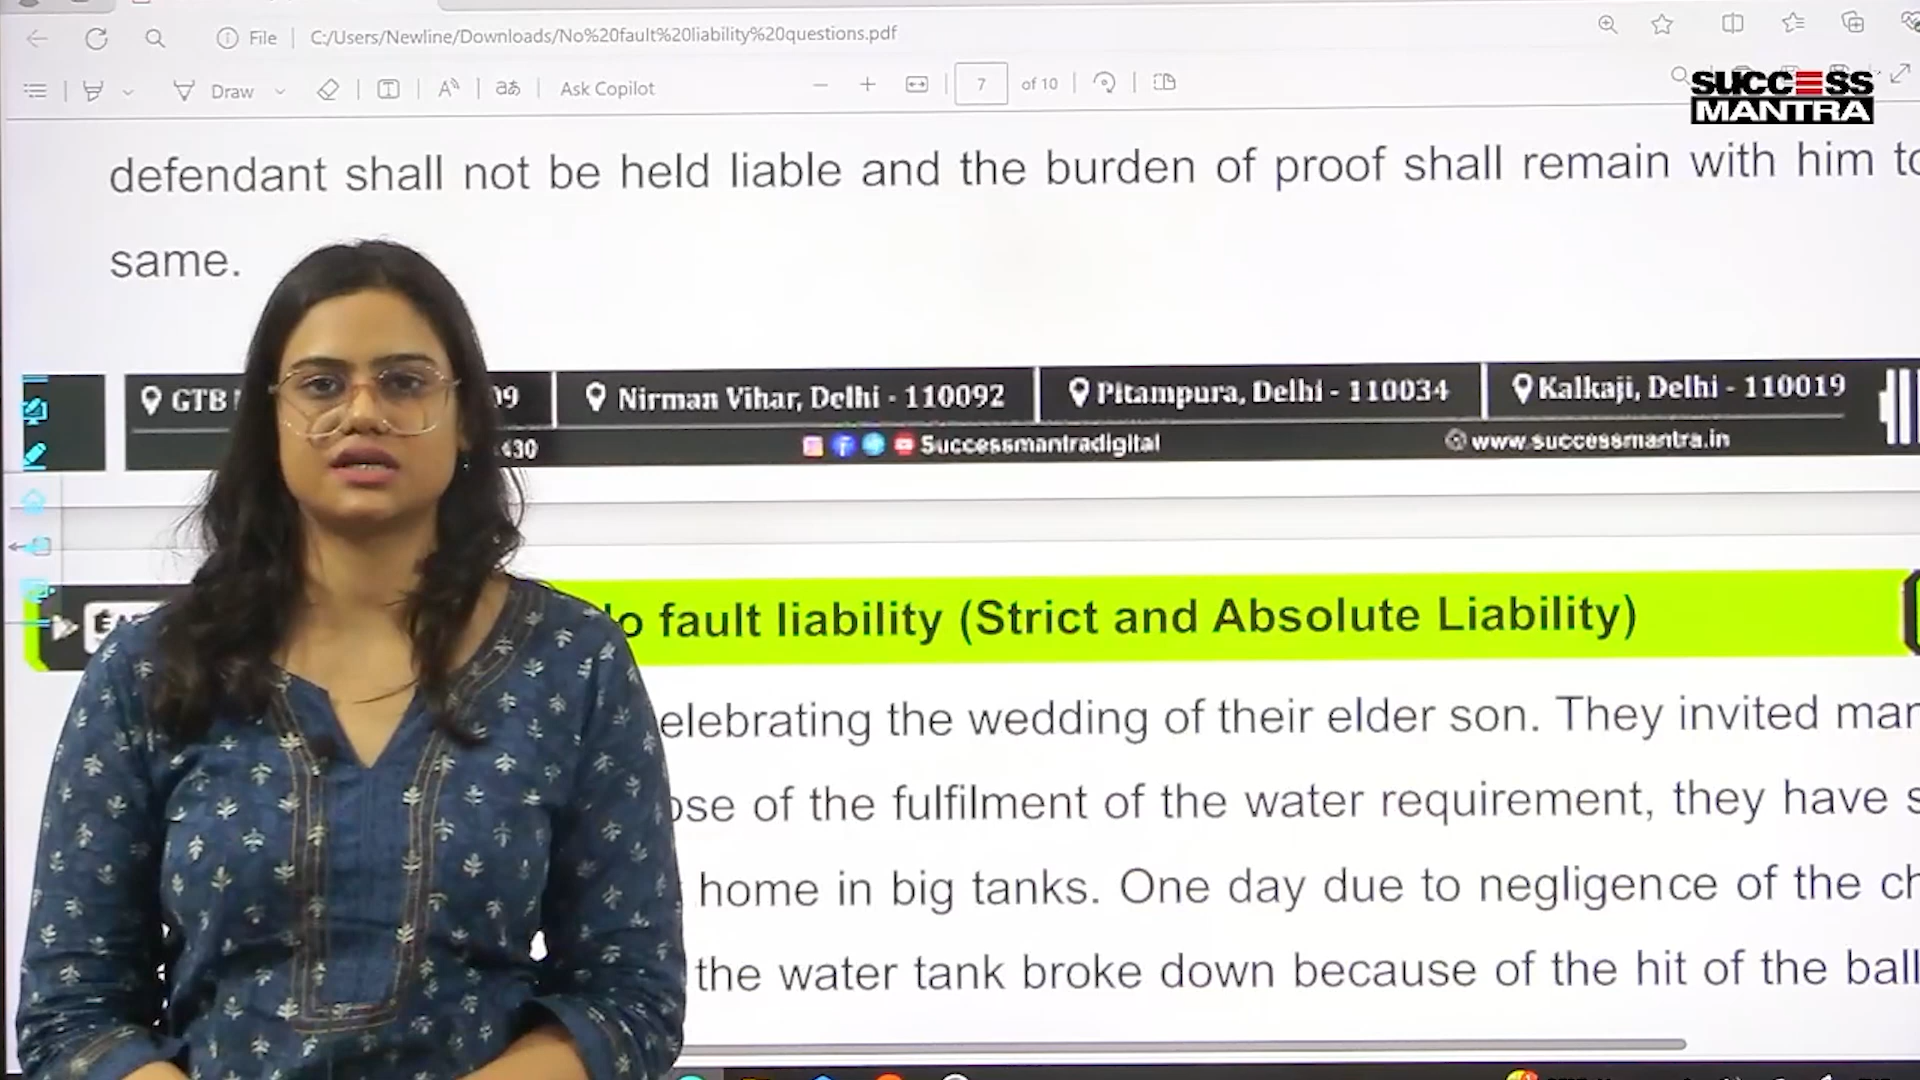 File
C:/Users/Newline/Downloads/No%20fault%20liability%20questions.pdf
Draw
aあ
Ask Copilot
7 of 10
SUCCESS
MANTRA
defendant shall not be held liable and the burden of proof shall remain with him to
same.
GTB
09
Nirman Vihar, Delhi - 110092
Pitampura, Delhi - 110034
Kalkaji, Delhi - 110019
430
Successmantradigital
www.successmantra.in
fault liability (Strict and Absolute Liability)
elebrating the wedding of their elder son. They invited
of the fulfilment of the water requirement, they have
home in big tanks. One day due to negligence of the
the water tank broke down because of the hit of the ball